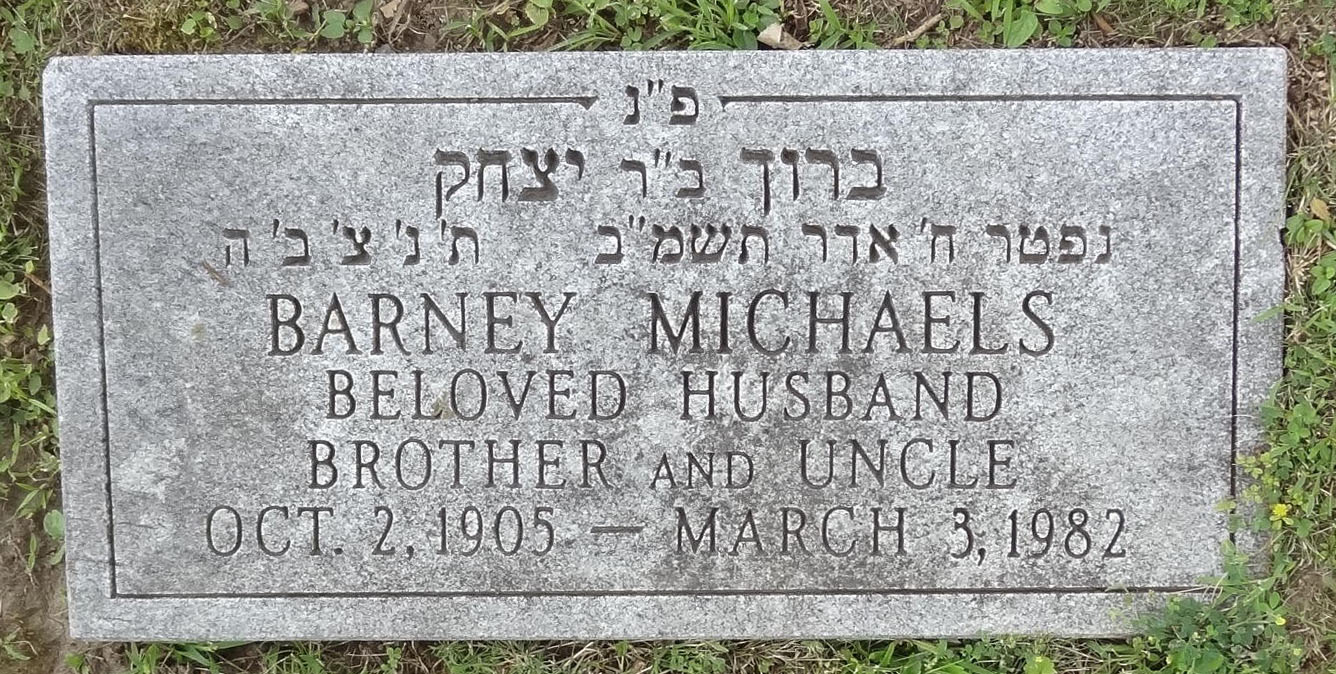 פ"נ
ברוך ב"ר יצחק
נפטר ח' אדר תשמ"ב ת' נ' צ' ב' ה
BARNEY MICHAELS
BELOVED HUSBAND
BROTHER AND UNCLE
OCT. 2, 1905 — MARCH 3, 1982